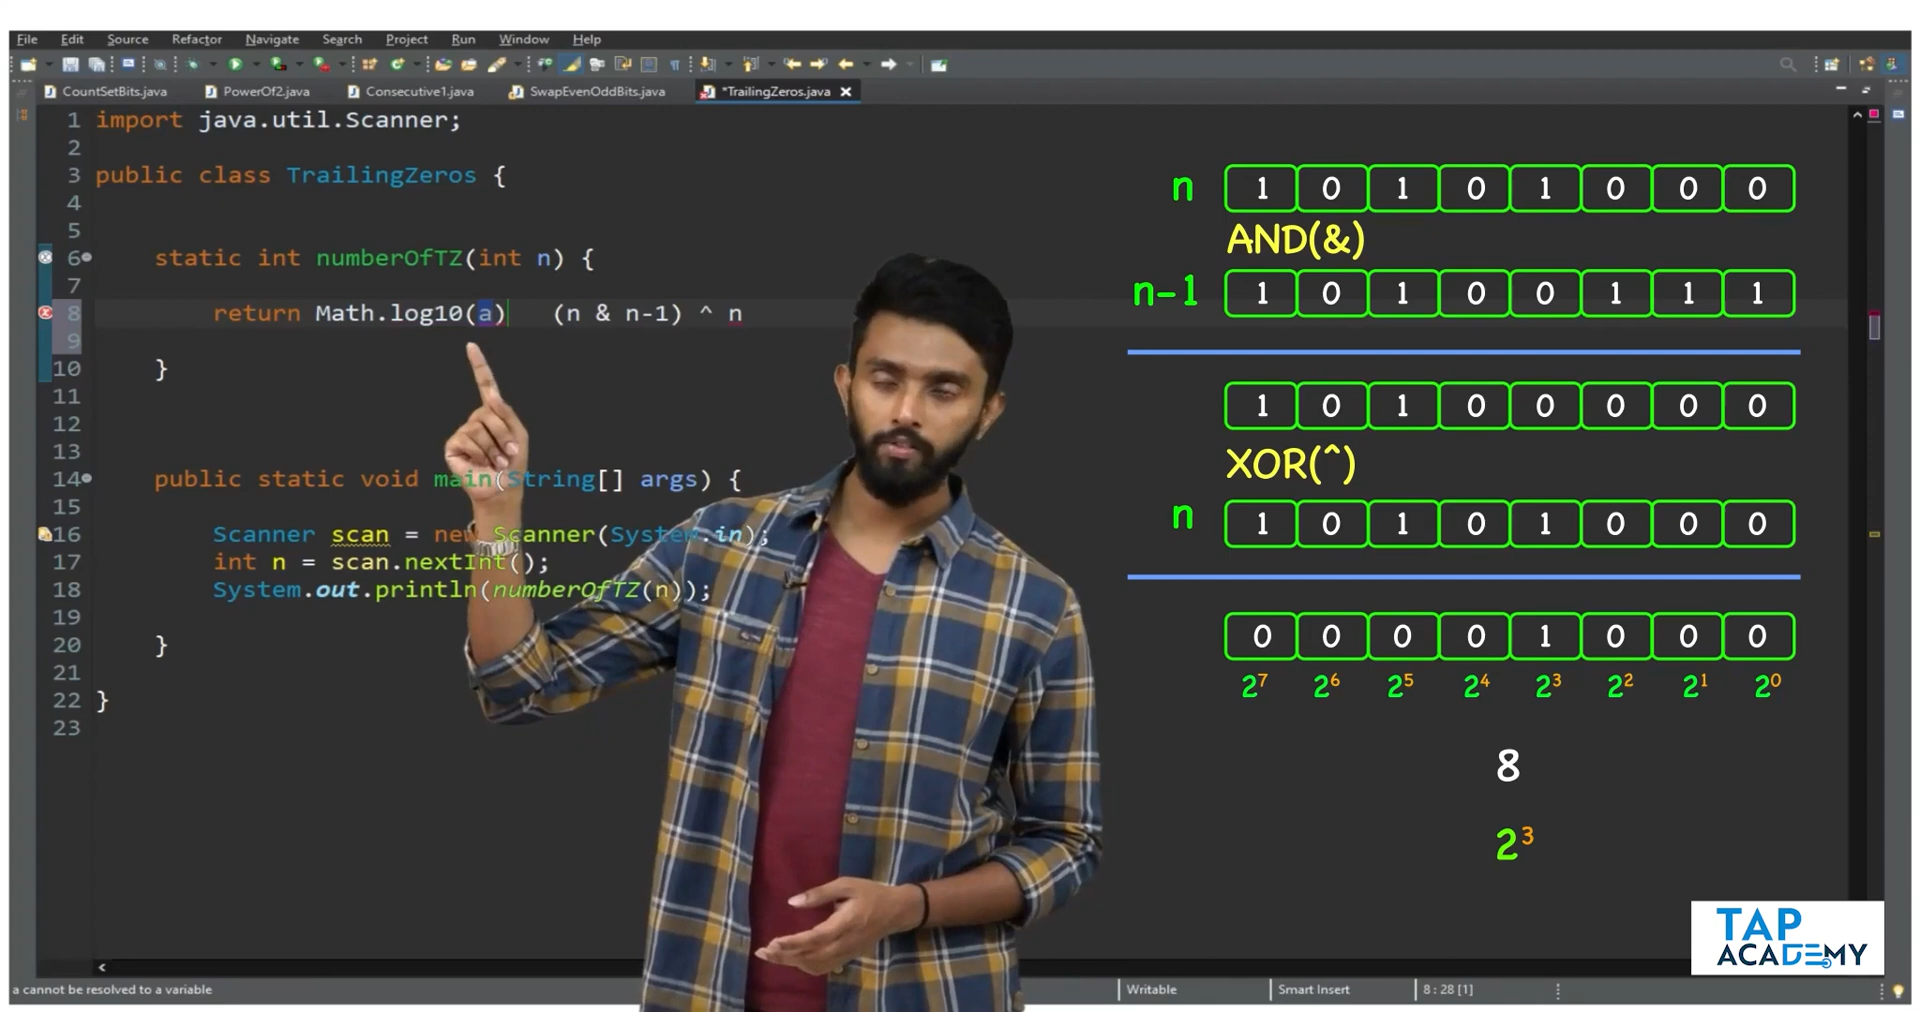 File Edit Source Refactor Navigate Search Project Run Window Help
CountSetBits.java PowerOf2.java Consecutive1.java SwapEvenOddBits.java *TrailingZeros.java
1 import java.util.Scanner;
2
3 public class TrailingZeros {
4
5
6 static int numberOfTZ(int n) {
7
8 return Math.log10(a) (n & n-1) ^ n
9
10 }
11
12
13
14 public static void main(String[] args) {
15
16 Scanner scan = new Scanner(System.in);
17 int n = scan.nextInt();
18 System.out.println(numberOfTZ(n));
19
20 }
21
22 }
23
n 1 0 1 0 1 0 0 0
AND(&)
n-1 1 0 1 0 0 1 1 1
1 0 1 0 0 0 0 0
XOR(^)
n 1 0 1 0 1 0 0 0
0 0 0 0 1 0 0 0
2⁷ 2⁶ 2⁵ 2⁴ 2³ 2² 2¹ 2⁰
8
2³
TAP
ACADEMY
a cannot be resolved to a variable Writable Smart Insert 8 : 28 [1]